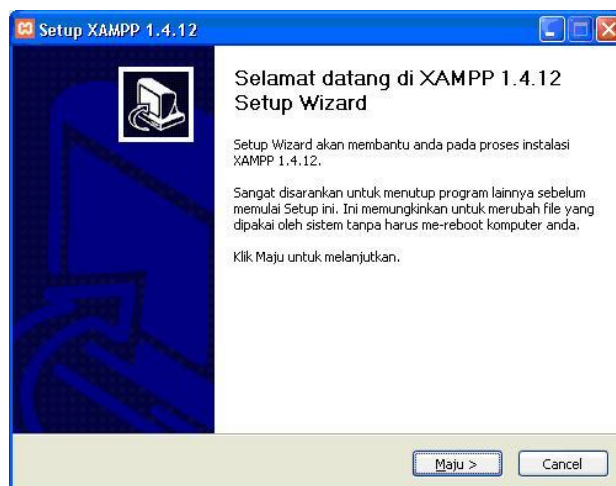 Setup XAMPP 1.4.12
Selamat datang di XAMPP 1.4.12
Setup Wizard
Setup Wizard akan membantu anda pada proses instalasi
XAMPP 1.4.12.
Sangat disarankan untuk menutup program lainnya sebelum
memulai Setup ini. Ini memungkinkan untuk merubah file yang
dipakai oleh sistem tanpa harus me-reboot komputer anda.
Klik Maju untuk melanjutkan.
Maju > Cancel